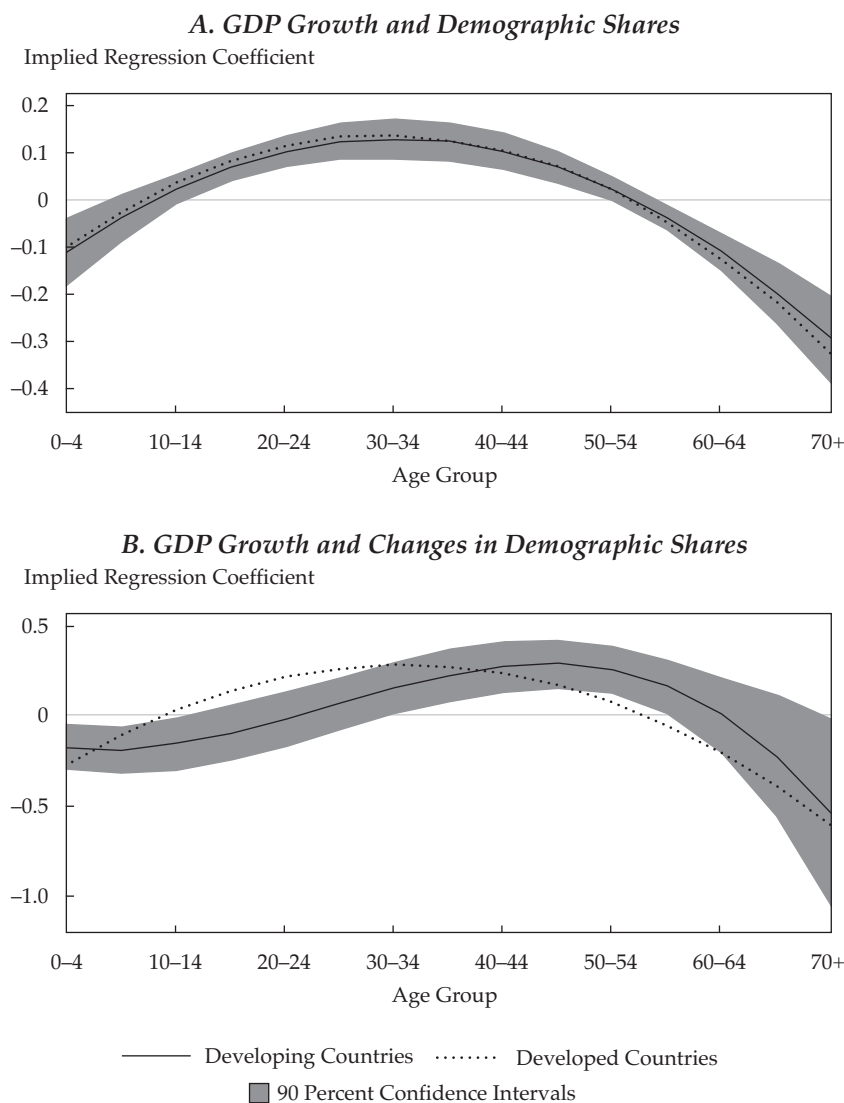 A. GDP Growth and Demographic Shares
Implied Regression Coefficient
0.2
0.1
0
–0.1
–0.2
–0.3
–0.4
0–4 10–14 20–24 30–34 40–44 50–54 60–64 70+
Age Group
B. GDP Growth and Changes in Demographic Shares
Implied Regression Coefficient
0.5
0
–0.5
–1.0
0–4 10–14 20–24 30–34 40–44 50–54 60–64 70+
Age Group
Developing Countries Developed Countries
90 Percent Confidence Intervals